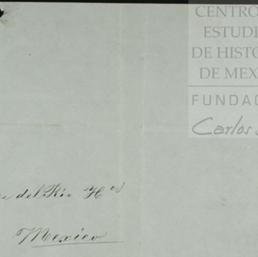 CENTRO
ESTUDI
DE HISTO
DE MEX
FUNDAC
Carlos
del Rio H
Mexico